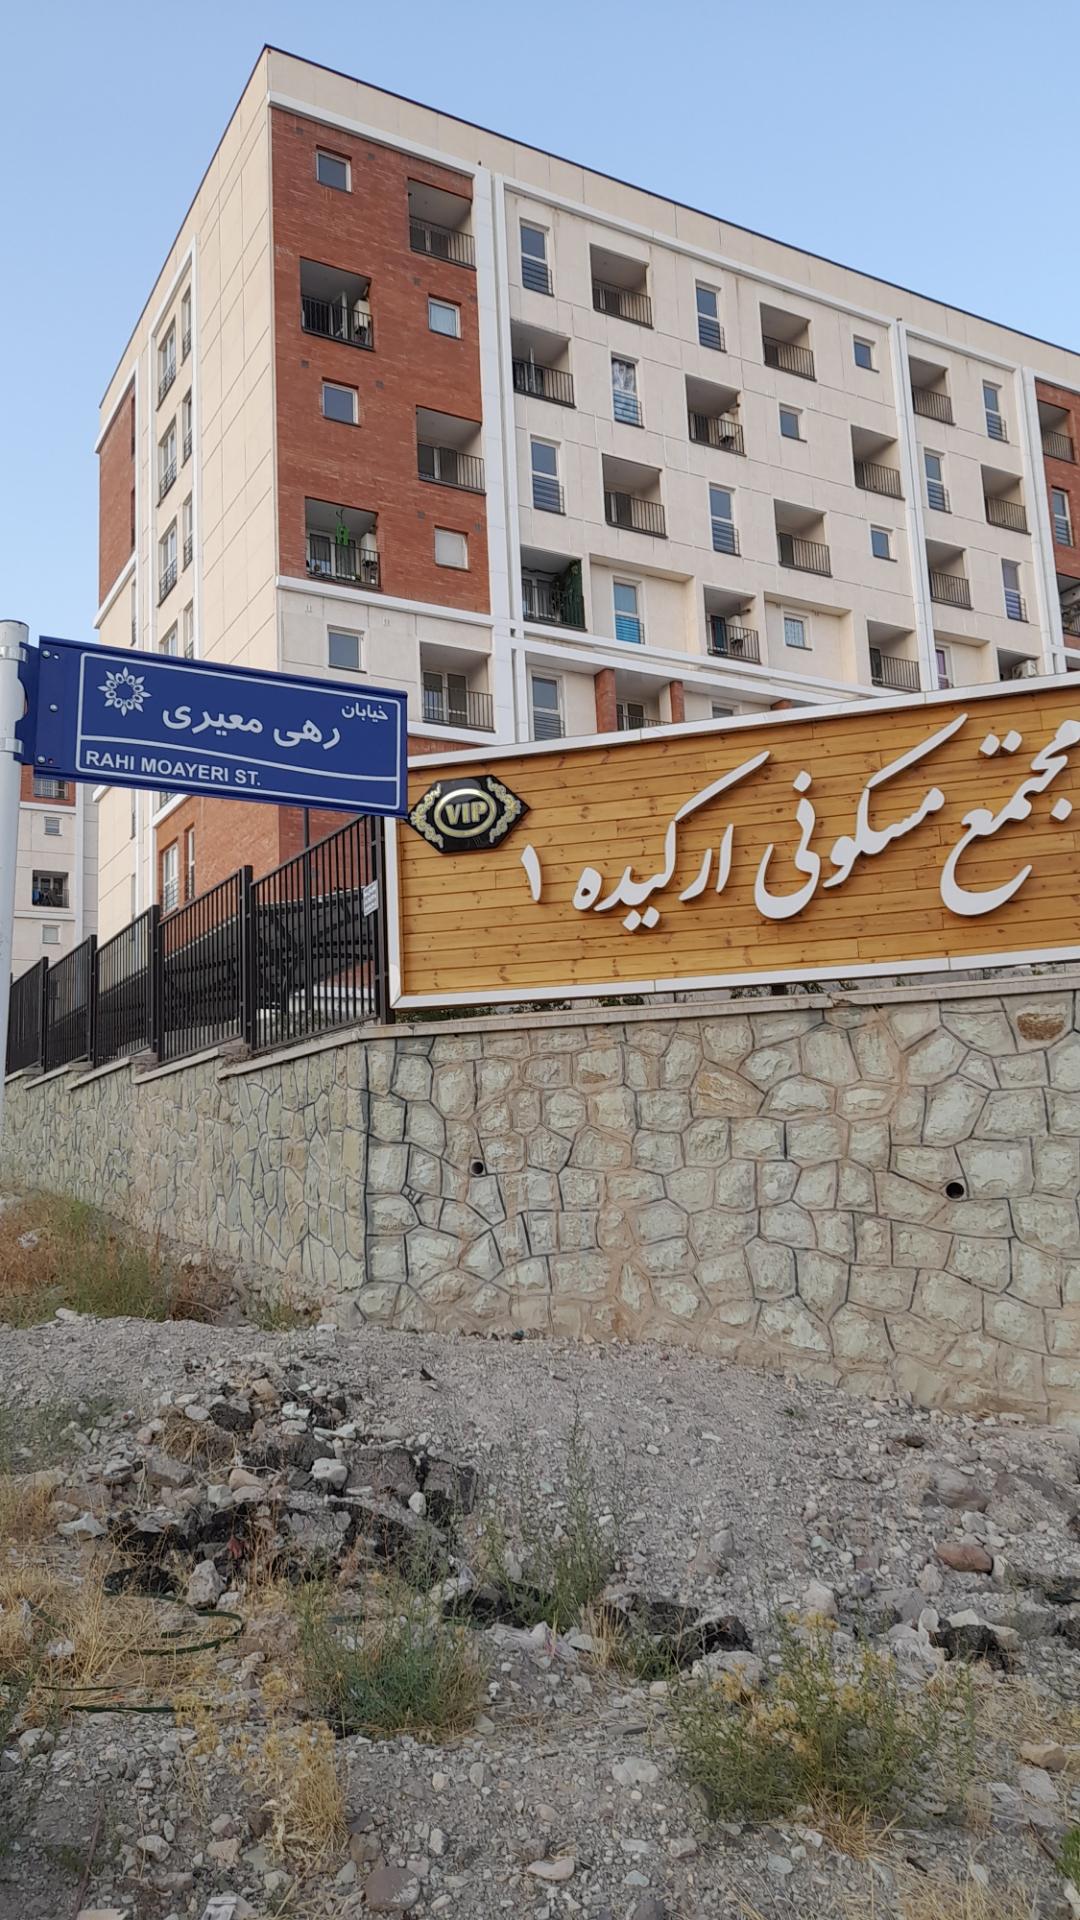 خیابان
رهی معیری
RAHI MOAYERI ST.
VIP
مجتمع مسکونی ارکیده ۱